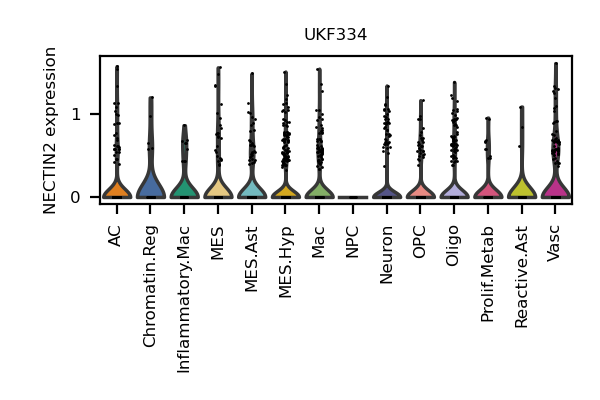 UKF334
NECTIN2 expression
1
0
AC
Chromatin.Reg
Inflammatory.Mac
MES
MES.Ast
MES.Hyp
Mac
NPC
Neuron
OPC
Oligo
Prolif.Metab
Reactive.Ast
Vasc